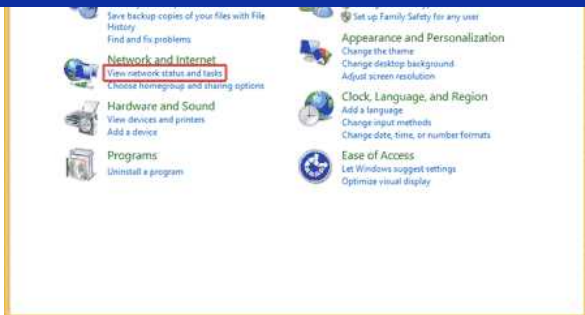 Save backup copies of your files with File
History
Find and fix problems
Network and Internet
View network status and tasks
Choose homegroup and sharing options
Hardware and Sound
View devices and printers
Add a device
Programs
Uninstall a program
Set up Family Safety for any user
Appearance and Personalization
Change the theme
Change desktop background
Adjust screen resolution
Clock, Language, and Region
Add a language
Change input methods
Change date, time, or number formats
Ease of Access
Let Windows suggest settings
Optimize visual display